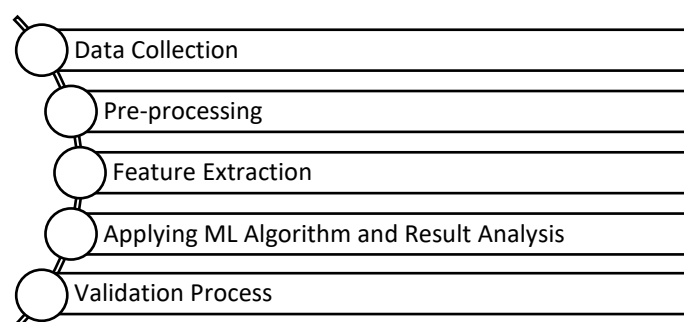 Data Collection
Pre-processing
Feature Extraction
Applying ML Algorithm and Result Analysis
Validation Process